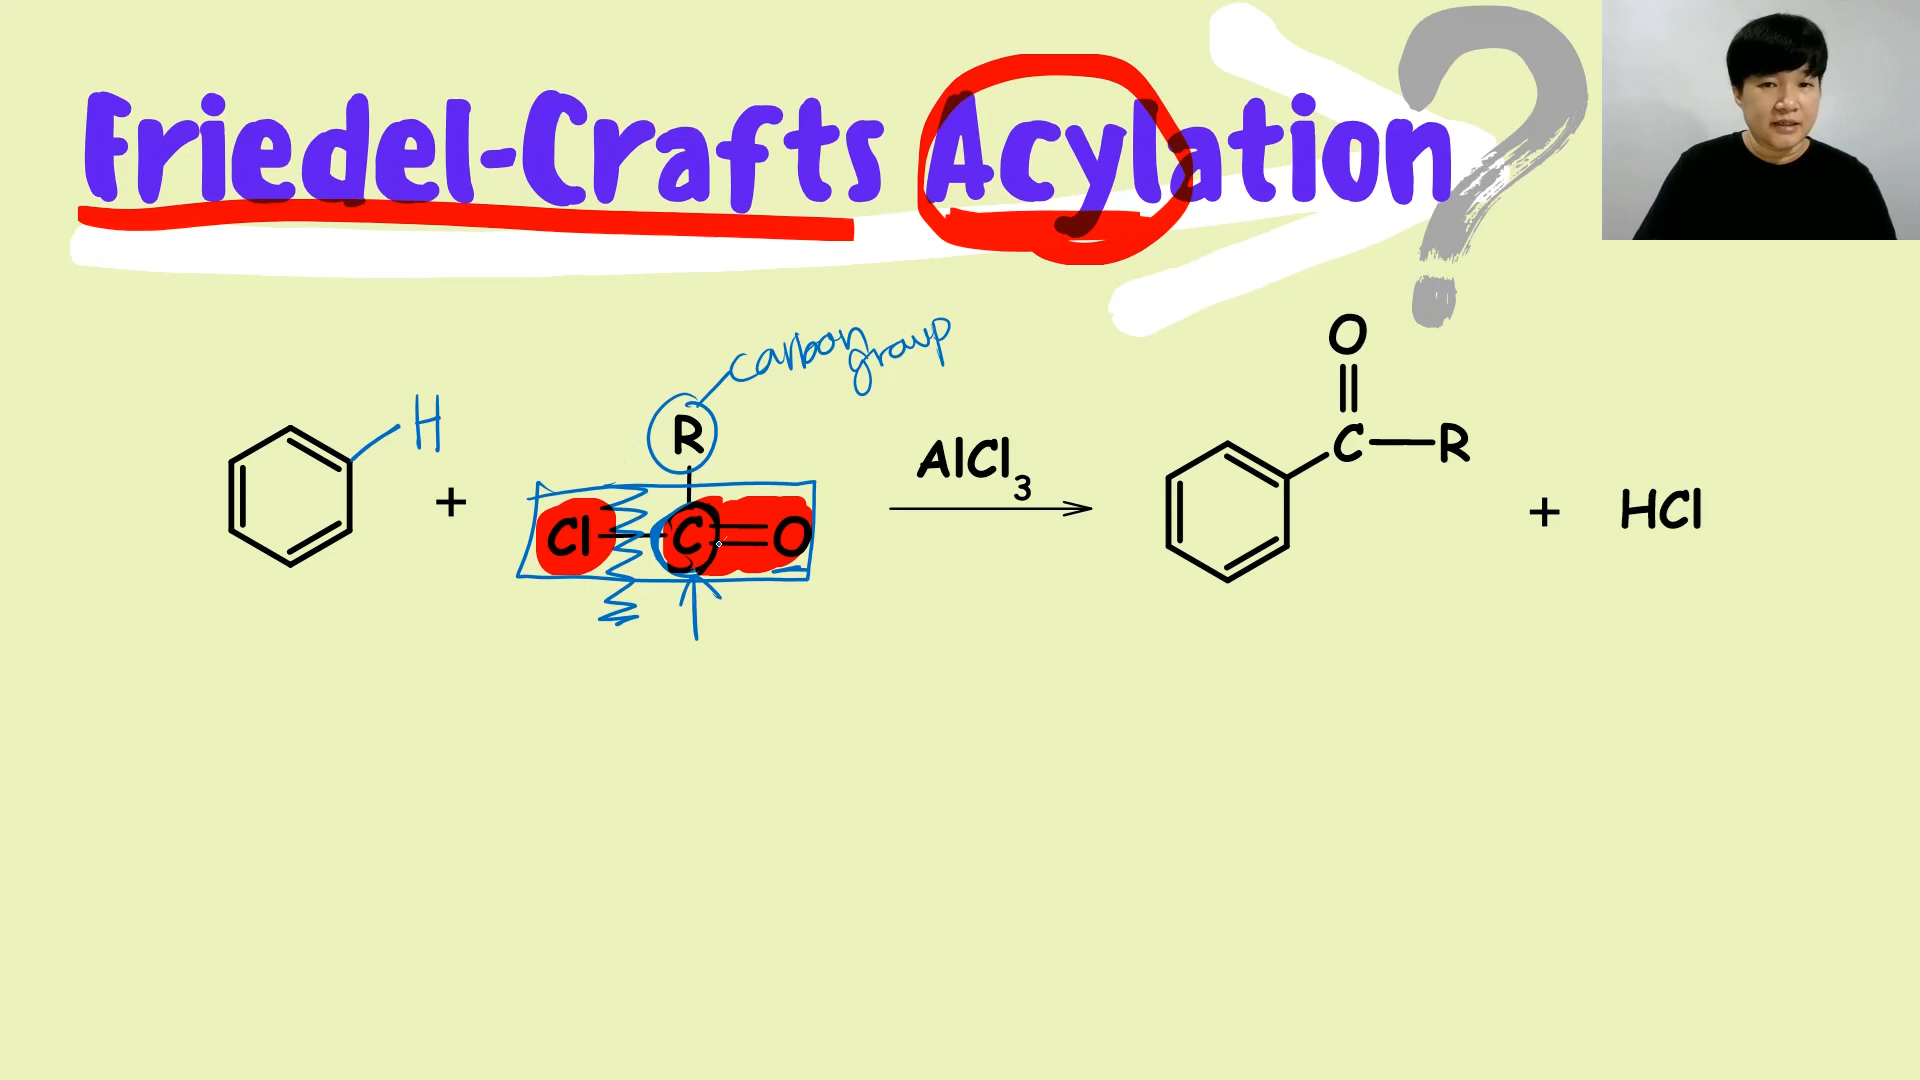 Friedel-Crafts Acylation ?
carbon
group
H
R
+
Cl—C=O
AlCl3
O
C—R
+
HCl